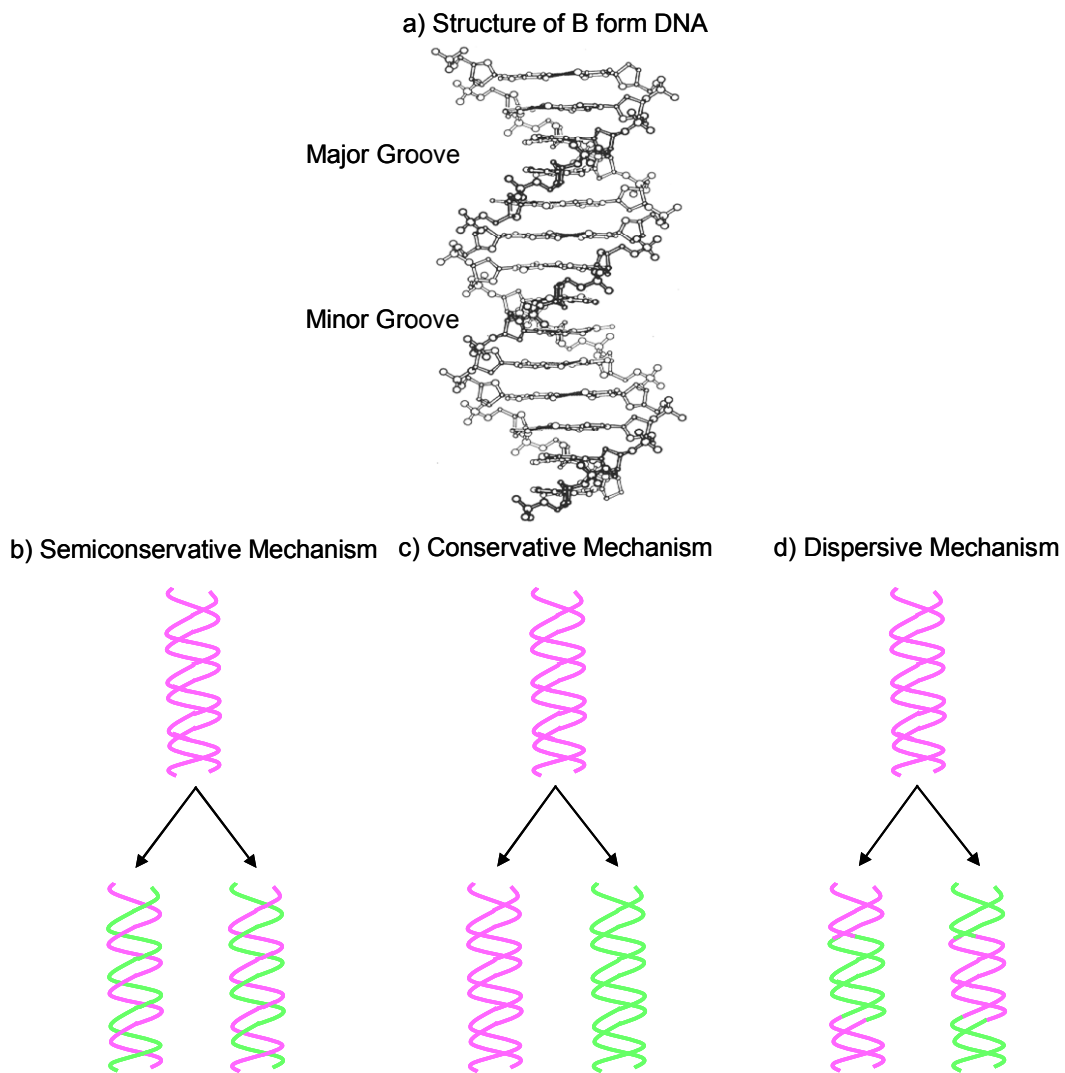 a) Structure of B form DNA
Major Groove
Minor Groove
b) Semiconservative Mechanism
c) Conservative Mechanism
d) Dispersive Mechanism